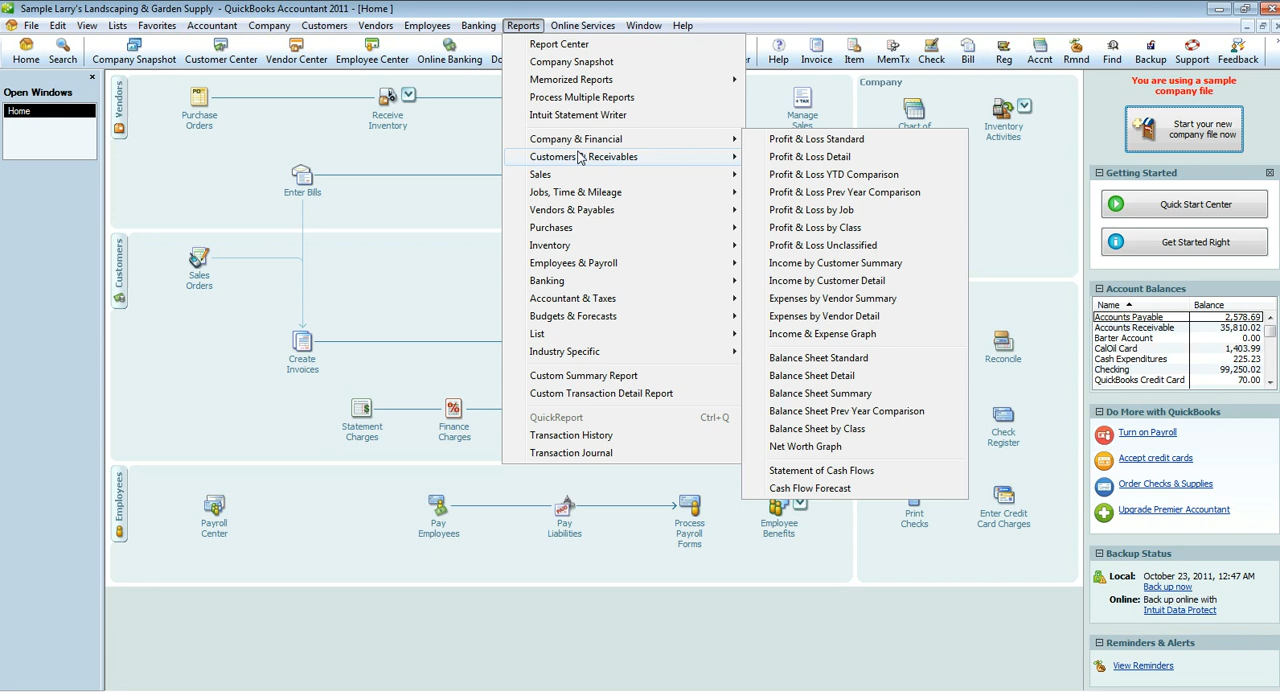 Sample Larry's Landscaping & Garden Supply - QuickBooks Accountant 2011 - [Home ]
File Edit View Lists Favorites Accountant Company Customers Vendors Employees Banking Reports Online Services Window Help
Home Search Company Snapshot Customer Center Vendor Center Employee Center Online Banking Help Invoice Item MemTx Check Bill Reg Accnt Rmnd Find Backup Support Feedback
Open Windows
Home
Vendors
Purchase
Orders
Receive
Inventory
Enter Bills
Customers
Sales
Orders
Create
Invoices
Statement
Charges
Finance
Charges
Employees
Payroll
Center
Pay
Employees
Pay
Liabilities
Process
Payroll
Forms
Employee
Benefits
Report Center
Company Snapshot
Memorized Reports
Process Multiple Reports
Intuit Statement Writer
Company & Financial
Customers & Receivables
Sales
Jobs, Time & Mileage
Vendors & Payables
Purchases
Inventory
Employees & Payroll
Banking
Accountant & Taxes
Budgets & Forecasts
List
Industry Specific
Custom Summary Report
Custom Transaction Detail Report
QuickReport Ctrl+Q
Transaction History
Transaction Journal
Manage
Sales
Company
Chart of
Inventory
Activities
Profit & Loss Standard
Profit & Loss Detail
Profit & Loss YTD Comparison
Profit & Loss Prev Year Comparison
Profit & Loss by Job
Profit & Loss by Class
Profit & Loss Unclassified
Income by Customer Summary
Income by Customer Detail
Expenses by Vendor Summary
Expenses by Vendor Detail
Income & Expense Graph
Balance Sheet Standard
Balance Sheet Detail
Balance Sheet Summary
Balance Sheet Prev Year Comparison
Balance Sheet by Class
Net Worth Graph
Statement of Cash Flows
Cash Flow Forecast
Reconcile
Check
Register
Print
Checks
Enter Credit
Card Charges
You are using a sample
company file
Start your new
company file now
Getting Started
Quick Start Center
Get Started Right
Account Balances
Name Balance
Accounts Payable 2,578.69
Accounts Receivable 35,810.02
Barter Account 0.00
CalOil Card 1,403.99
Cash Expenditures 225.23
Checking 99,250.02
QuickBooks Credit Card 70.00
Do More with QuickBooks
Turn on Payroll
Accept credit cards
Order Checks & Supplies
Upgrade Premier Accountant
Backup Status
Local: October 23, 2011, 12:47 AM
Back up now
Online: Back up online with
Intuit Data Protect
Reminders & Alerts
View Reminders